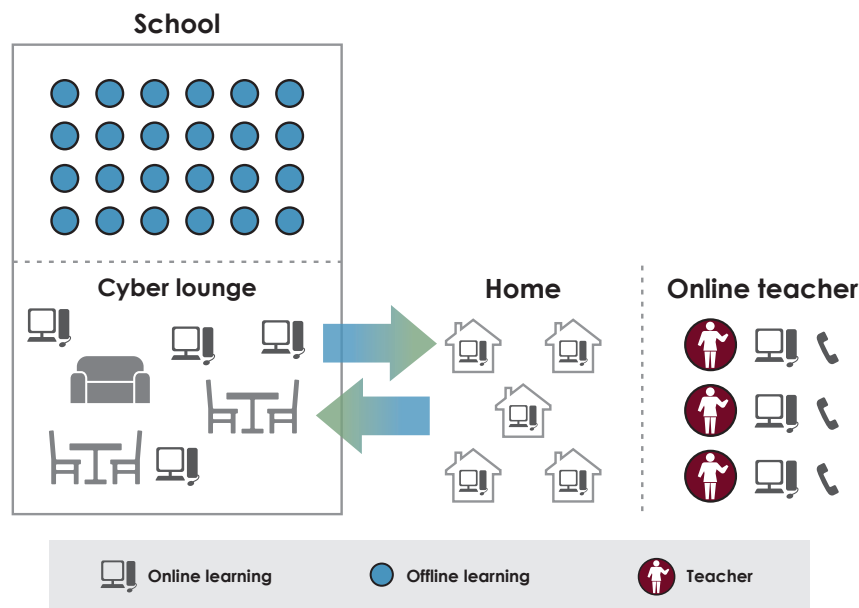 School
Cyber lounge
Home
Online teacher
Online learning
Offline learning
Teacher